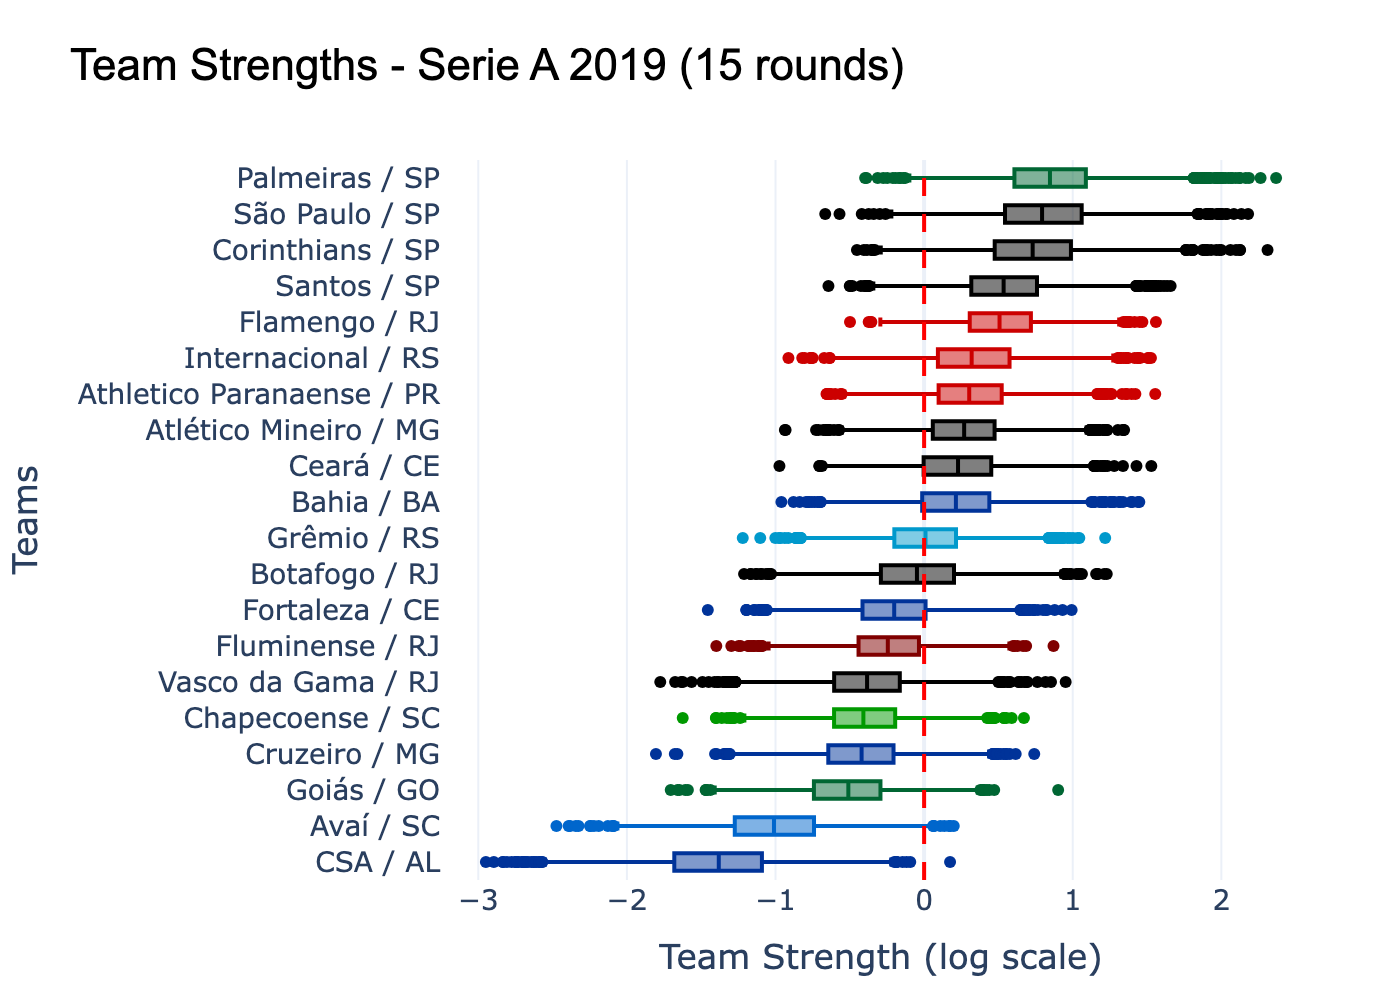 Team Strengths - Serie A 2019 (15 rounds)
Teams
Palmeiras / SP
São Paulo / SP
Corinthians / SP
Santos / SP
Flamengo / RJ
Internacional / RS
Athletico Paranaense / PR
Atlético Mineiro / MG
Ceará / CE
Bahia / BA
Grêmio / RS
Botafogo / RJ
Fortaleza / CE
Fluminense / RJ
Vasco da Gama / RJ
Chapecoense / SC
Cruzeiro / MG
Goiás / GO
Avaí / SC
CSA / AL
−3 −2 −1 0 1 2
Team Strength (log scale)